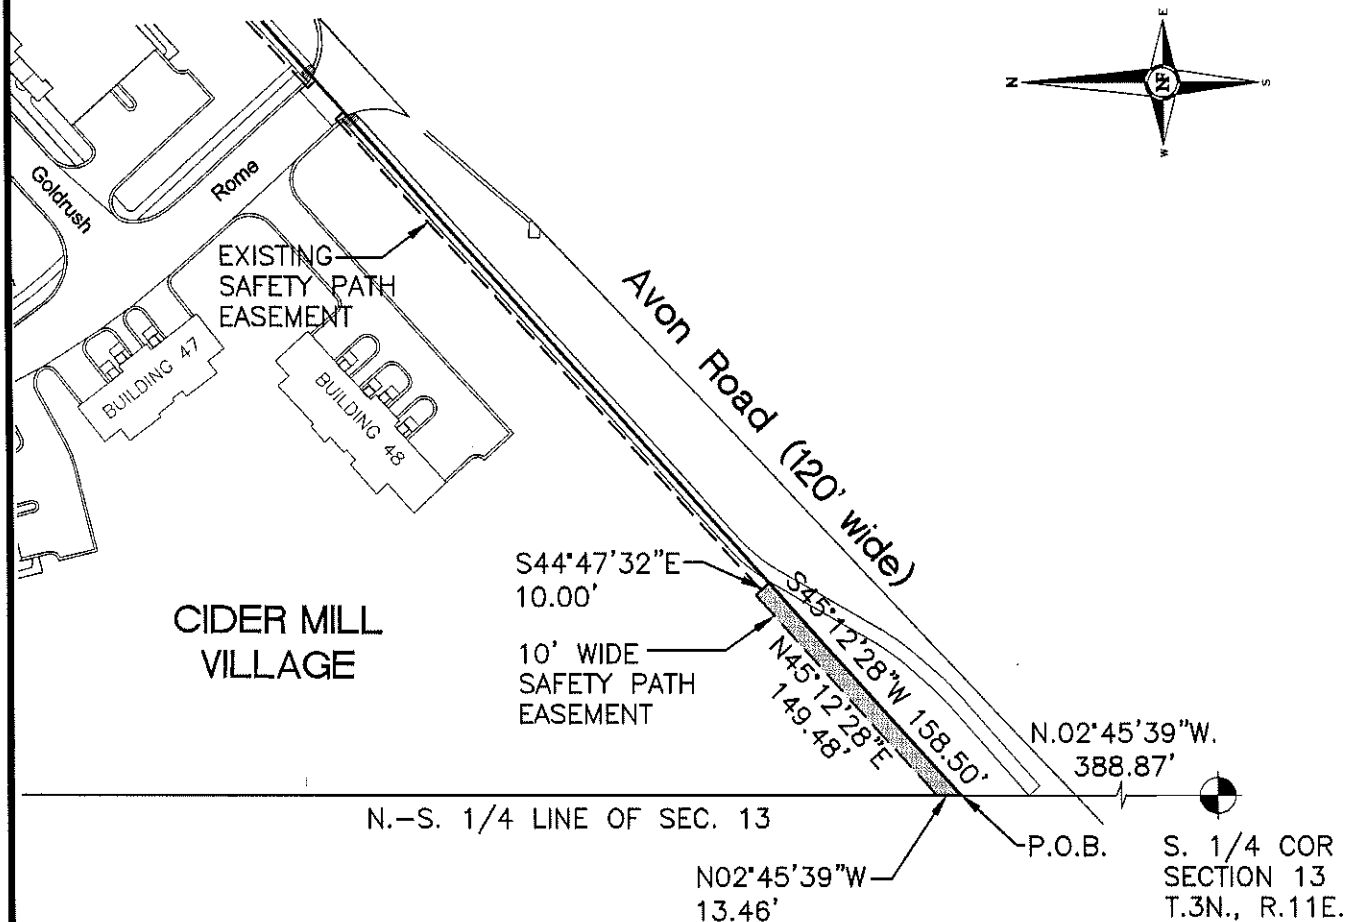 E
N
NF
S
W
Goldrush
Rome
EXISTING
SAFETY PATH
EASEMENT
BUILDING 47
BUILDING 48
Avon Road (120' wide)
S44°47'32"E
10.00'
CIDER MILL
VILLAGE
10' WIDE
SAFETY PATH
EASEMENT
S45°12'28"W 158.50'
N45°12'28"E
149.48'
N.02°45'39"W.
388.87'
N.-S. 1/4 LINE OF SEC. 13
P.O.B.
N02°45'39"W
13.46'
S. 1/4 COR
SECTION 13
T.3N., R.11E.